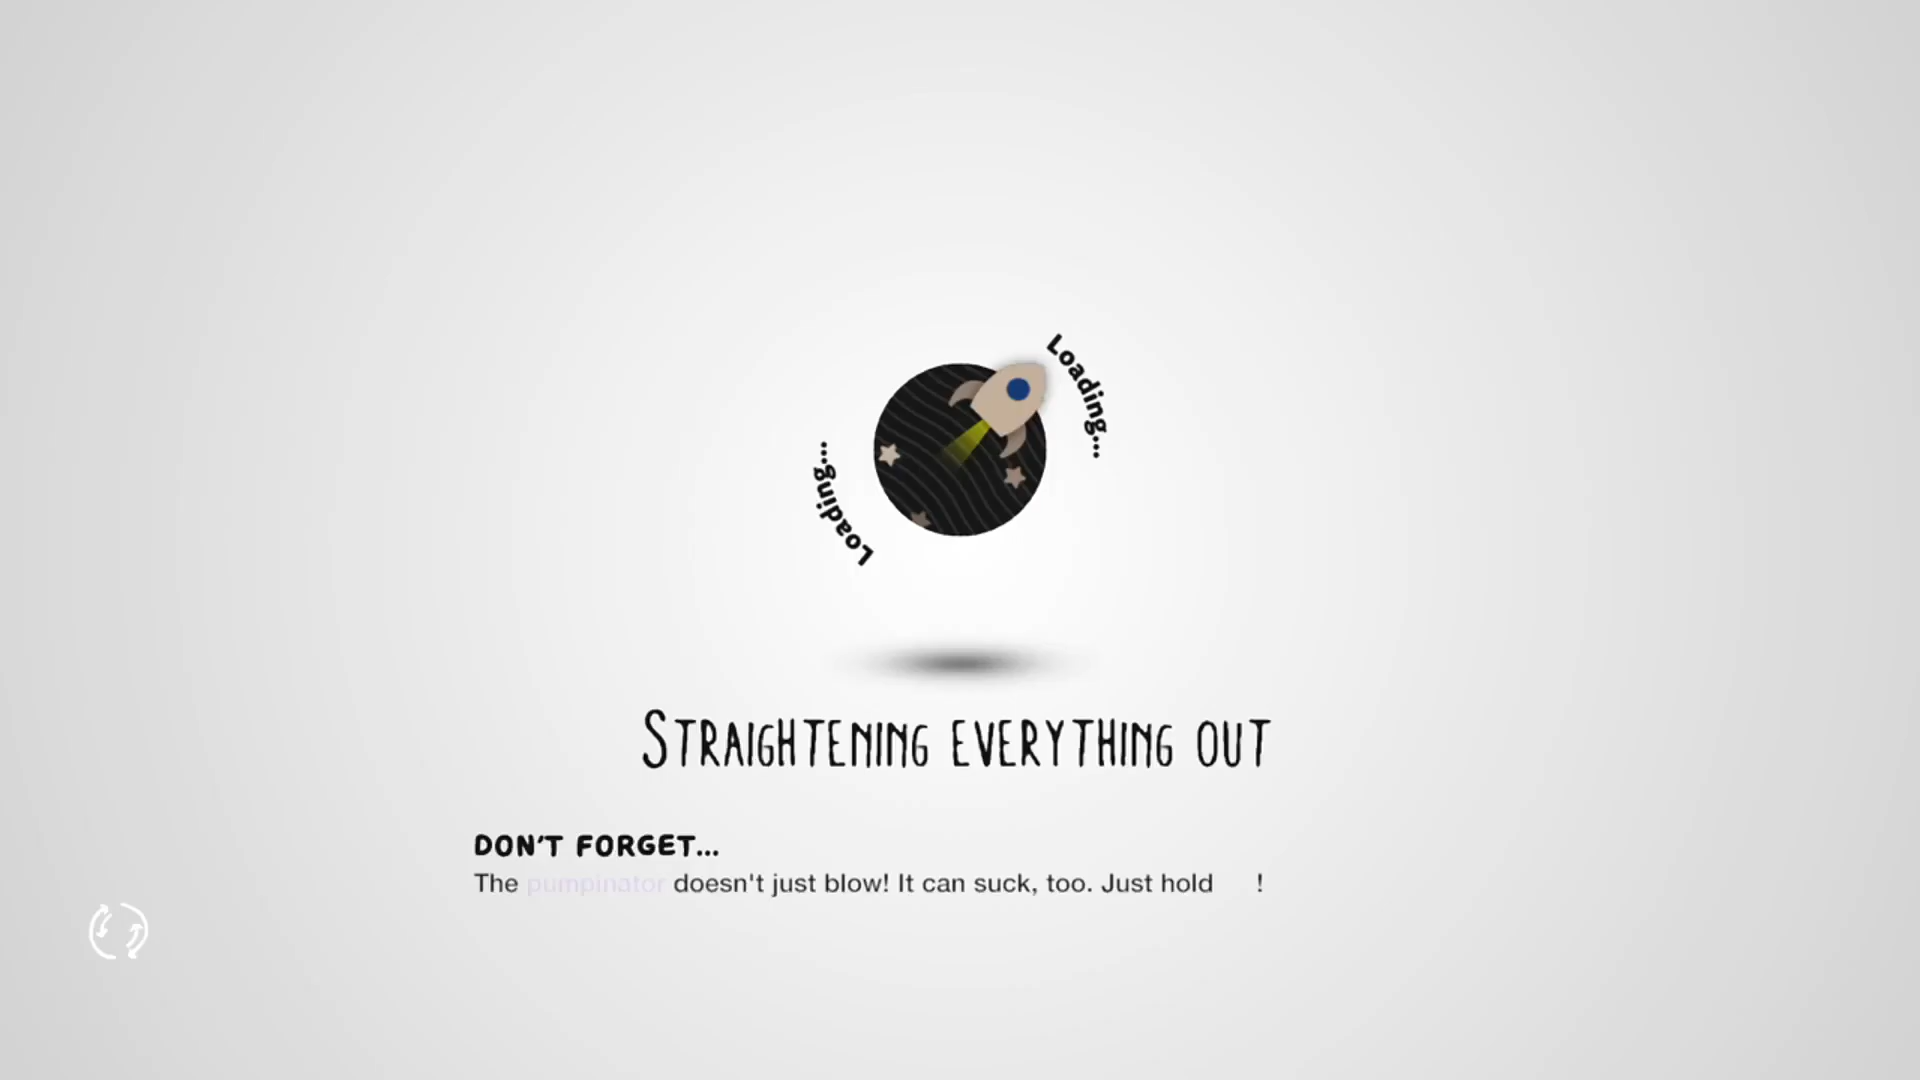 Loading...
Loading...
STRAIGHTENING EVERYTHING OUT
DON'T FORGET...
The pumpinator doesn't just blow! It can suck, too. Just hold !